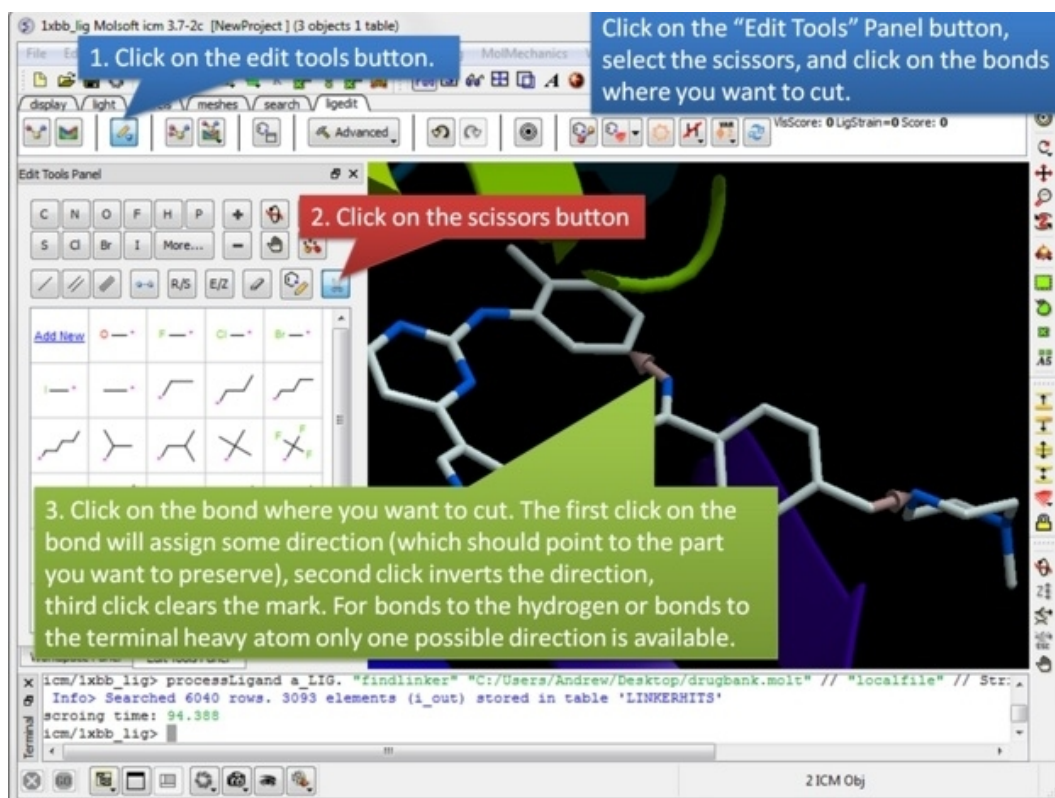 1xbb_lig Molsoft icm 3.7-2c [NewProject ] (3 objects 1 table)
File
MolMechanics
1. Click on the edit tools button.
Click on the “Edit Tools” Panel button,
select the scissors, and click on the bonds
where you want to cut.
display
light
meshes
search
ligedit
Advanced
VlsScore: 0 LigStrain=0 Score: 0
Edit Tools Panel
2. Click on the scissors button
C N O F H P + 
S Cl Br I More... −
R/S E/Z
Add New O F Cl Br
I
F F F
3. Click on the bond where you want to cut. The first click on the
bond will assign some direction (which should point to the part
you want to preserve), second click inverts the direction,
third click clears the mark. For bonds to the hydrogen or bonds to
the terminal heavy atom only one possible direction is available.
icm/1xbb_lig> processLigand a_LIG. "findlinker" "C:/Users/Andrew/Desktop/drugbank.molt" // "localfile" // Str
Info> Searched 6040 rows. 3093 elements (i_out) stored in table 'LINKERHITS'
scroing time: 94.388
icm/1xbb_lig>
Terminal
2 ICM Obj